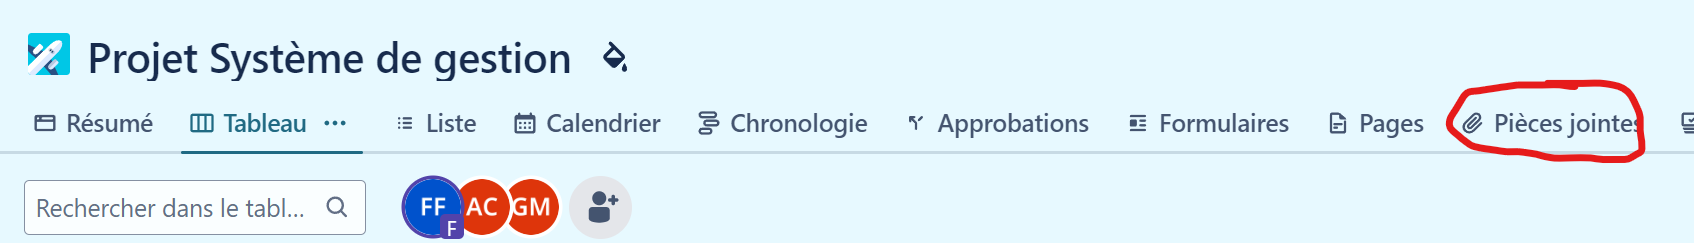 Projet Système de gestion
Résumé Tableau ... Liste Calendrier Chronologie Approbations Formulaires Pages Pièces jointes
Rechercher dans le tabl... FF F AC GM